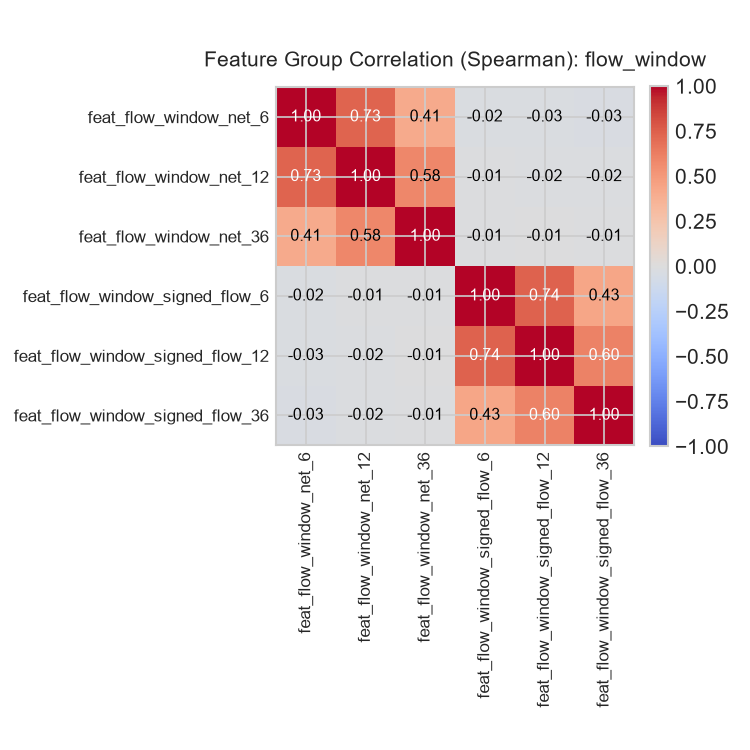 Feature Group Correlation (Spearman): flow_window
feat_flow_window_net_6 1.00 0.73 0.41 -0.02 -0.03 -0.03
feat_flow_window_net_12 0.73 1.00 0.58 -0.01 -0.02 -0.02
feat_flow_window_net_36 0.41 0.58 1.00 -0.01 -0.01 -0.01
feat_flow_window_signed_flow_6 -0.02 -0.01 -0.01 1.00 0.74 0.43
feat_flow_window_signed_flow_12 -0.03 -0.02 -0.01 0.74 1.00 0.60
feat_flow_window_signed_flow_36 -0.03 -0.02 -0.01 0.43 0.60 1.00
feat_flow_window_net_6
feat_flow_window_net_12
feat_flow_window_net_36
feat_flow_window_signed_flow_6
feat_flow_window_signed_flow_12
feat_flow_window_signed_flow_36
1.00
0.75
0.50
0.25
0.00
−0.25
−0.50
−0.75
−1.00